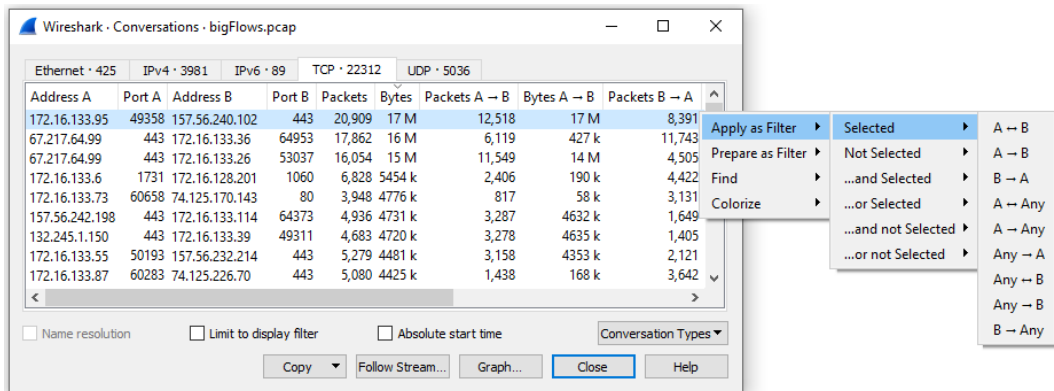 Wireshark · Conversations · bigFlows.pcap
Ethernet · 425 IPv4 · 3981 IPv6 · 89 TCP · 22312 UDP · 5036
Address A Port A Address B Port B Packets Bytes Packets A → B Bytes A → B Packets B → A
172.16.133.95 49358 157.56.240.102 443 20,909 17 M 12,518 17 M 8,391
67.217.64.99 443 172.16.133.36 64953 17,862 16 M 6,119 427 k 11,743
67.217.64.99 443 172.16.133.26 53037 16,054 15 M 11,549 14 M 4,505
172.16.133.6 1731 172.16.128.201 1060 6,828 5454 k 2,406 190 k 4,422
172.16.133.73 60658 74.125.170.143 80 3,948 4776 k 817 58 k 3,131
157.56.242.198 443 172.16.133.114 64373 4,936 4731 k 3,287 4632 k 1,649
132.245.1.150 443 172.16.133.39 49311 4,683 4720 k 3,278 4635 k 1,405
172.16.133.55 50193 157.56.232.214 443 5,279 4481 k 3,158 4353 k 2,121
172.16.133.87 60283 74.125.226.70 443 5,080 4425 k 1,438 168 k 3,642
Name resolution Limit to display filter Absolute start time Conversation Types
Copy Follow Stream... Graph... Close Help
Apply as Filter
Prepare as Filter
Find
Colorize
Selected
Not Selected
...and Selected
...or Selected
...and not Selected
...or not Selected
A ↔ B
A → B
B → A
A ↔ Any
A → Any
Any → A
Any ↔ B
Any → B
B → Any